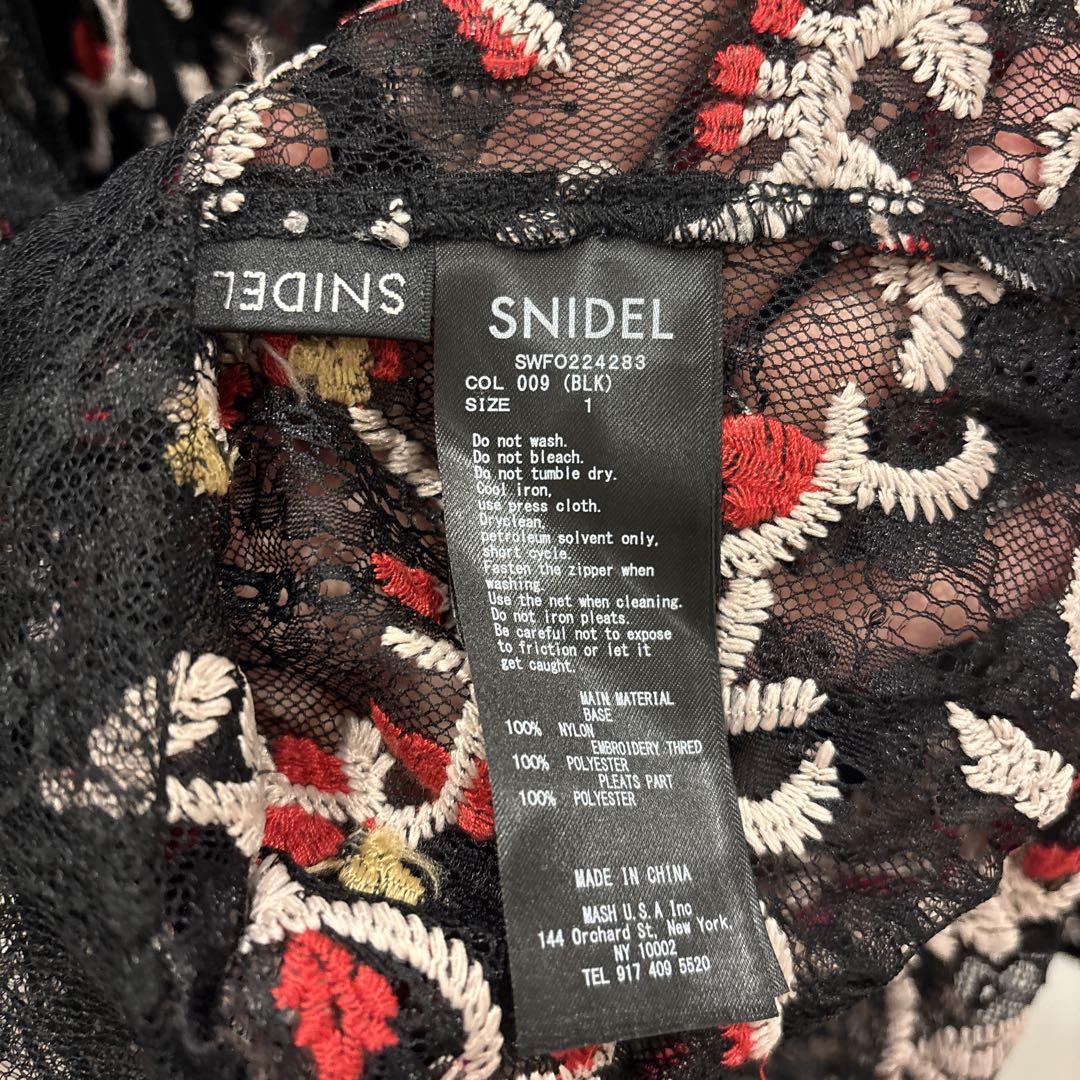 SNIDEL
SNIDEL
SWFO224283
COL 009 (BLK)
SIZE 1
Do not wash.
Do not bleach.
Do not tumble dry.
Cool iron,
use press cloth.
Dryclean,
petroleum solvent only,
short cycle.
Fasten the zipper when
washing.
Use the net when cleaning.
Do not iron pleats.
Be careful not to expose
to friction or let it
get caught.
MAIN MATERIAL
BASE
100% NYLON
EMBROIDERY THRED
100% POLYESTER
PLEATS PART
100% POLYESTER
MADE IN CHINA
MASH U.S.A Inc
144 Orchard St, New York,
NY 10002
TEL 917 409 5520